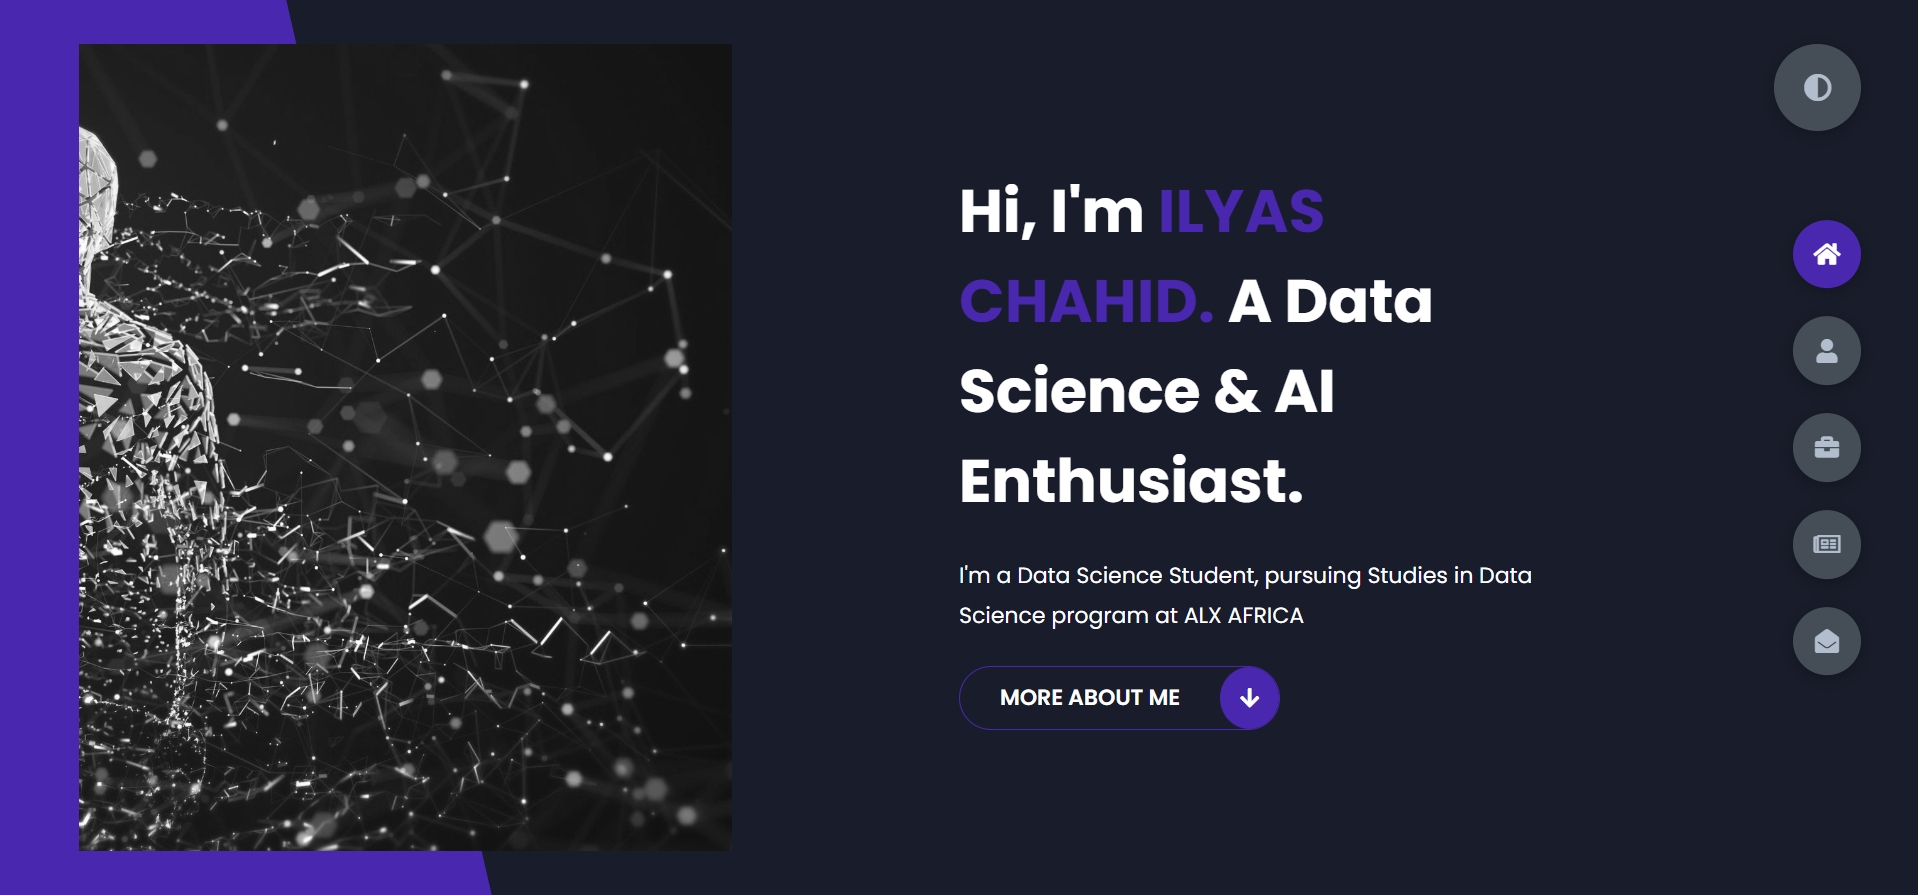 Hi, I'm ILYAS
CHAHID. A Data
Science & AI
Enthusiast.
I'm a Data Science Student, pursuing Studies in Data
Science program at ALX AFRICA
MORE ABOUT ME